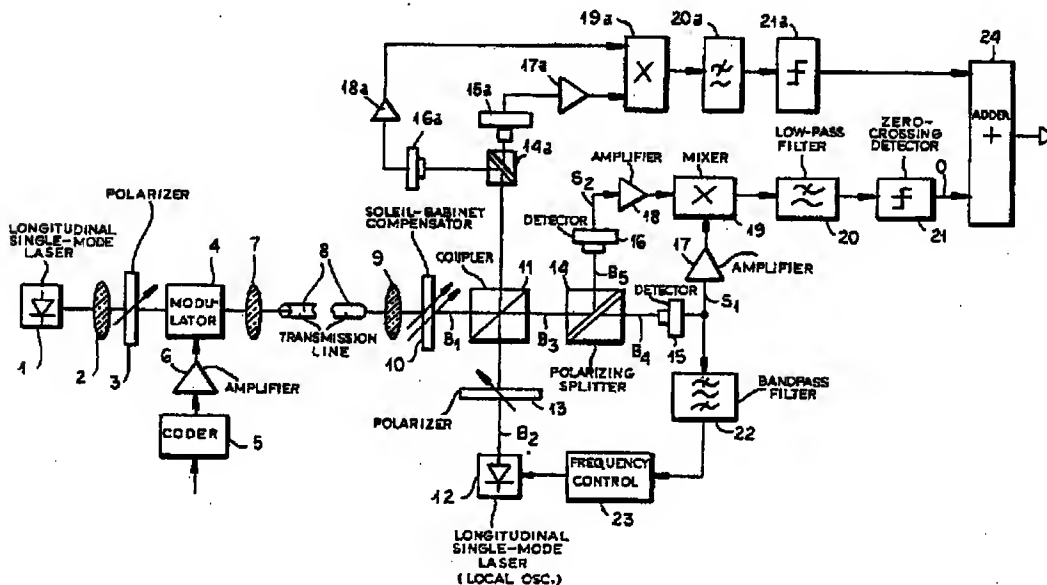 19a
20a
21a
24
17a
18a
15a
16a
14a
ADDER
+
ZERO-
CROSSING
DETECTOR
LOW-PASS
FILTER
MIXER
AMPLIFIER
S2
O
18
19
20
21
DETECTOR
16
17
AMPLIFIER
POLARIZER
LONGITUDINAL
SINGLE-MODE
LASER
4
7
8
9
SOLEIL-GABINET
COMPENSATOR
COUPLER
11
14
B5
DETECTOR
S1
MODU-
LATOR
TRANSMISSION
LINE
B1
B3
B4
15
1
2
3
6
AMPLIFIER
10
POLARIZING
SPLITTER
BANDPASS
FILTER
22
POLARIZER
13
B2
CODER
5
12
FREQUENCY
CONTROL
23
LONGITUDINAL
SINGLE-MODE
LASER
(LOCAL OSC.)